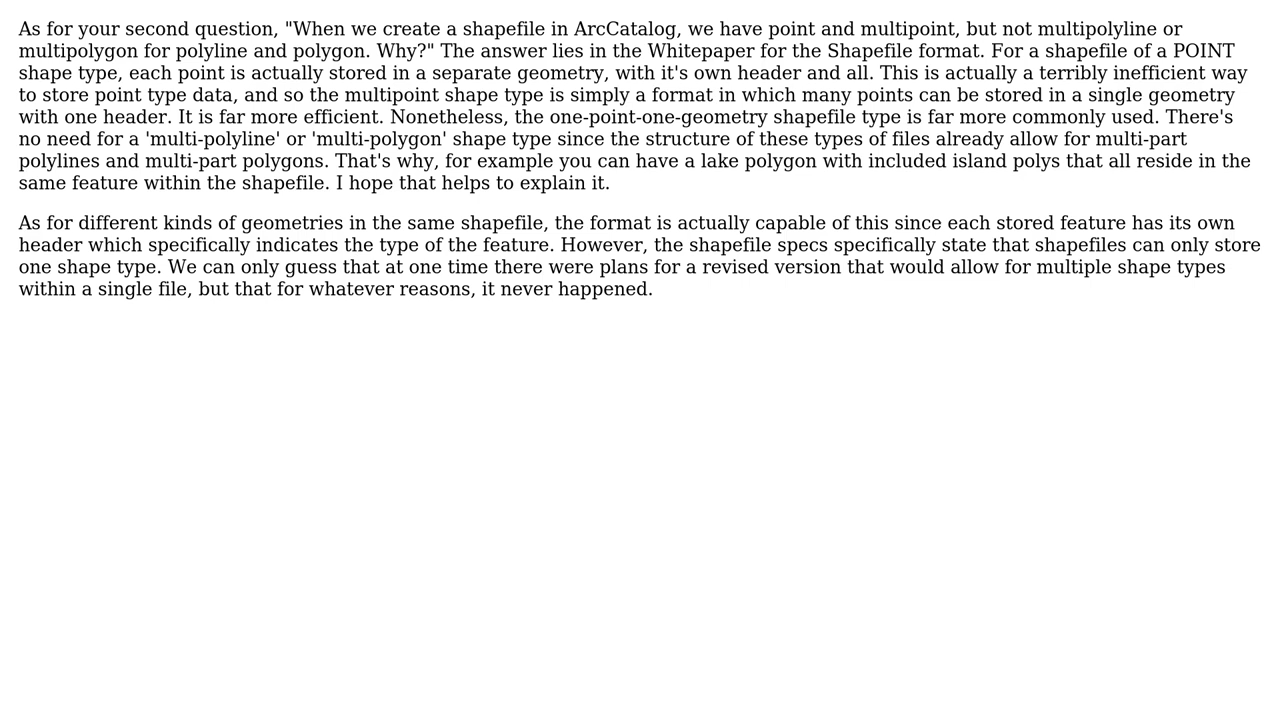 As for your second question, "When we create a shapefile in ArcCatalog, we have point and multipoint, but not multipolyline or
multipolygon for polyline and polygon. Why?" The answer lies in the Whitepaper for the Shapefile format. For a shapefile of a POINT
shape type, each point is actually stored in a separate geometry, with it's own header and all. This is actually a terribly inefficient way
to store point type data, and so the multipoint shape type is simply a format in which many points can be stored in a single geometry
with one header. It is far more efficient. Nonetheless, the one-point-one-geometry shapefile type is far more commonly used. There's
no need for a 'multi-polyline' or 'multi-polygon' shape type since the structure of these types of files already allow for multi-part
polylines and multi-part polygons. That's why, for example you can have a lake polygon with included island polys that all reside in the
same feature within the shapefile. I hope that helps to explain it.
As for different kinds of geometries in the same shapefile, the format is actually capable of this since each stored feature has its own
header which specifically indicates the type of the feature. However, the shapefile specs specifically state that shapefiles can only store
one shape type. We can only guess that at one time there were plans for a revised version that would allow for multiple shape types
within a single file, but that for whatever reasons, it never happened.